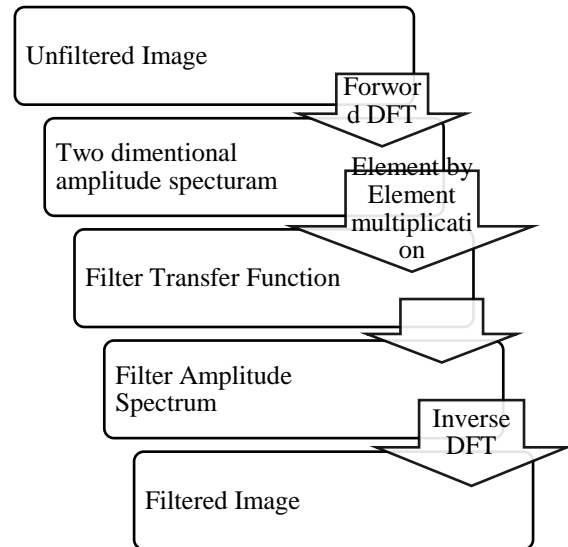 Unfiltered Image
Forwor
d DFT
Two dimentional
amplitude specturam
Element by
Element
multiplicati
on
Filter Transfer Function
Filter Amplitude
Spectrum
Inverse
DFT
Filtered Image